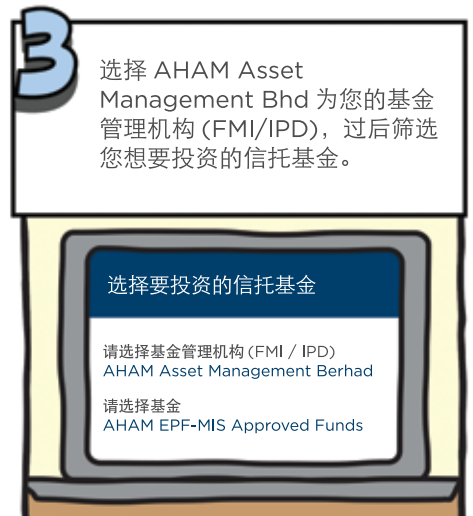 3
选择 AHAM Asset
Management Bhd 为您的基金
管理机构 (FMI/IPD)，过后筛选
您想要投资的信托基金。
选择要投资的信托基金
请选择基金管理机构 (FMI / IPD)
AHAM Asset Management Berhad
请选择基金
AHAM EPF-MIS Approved Funds